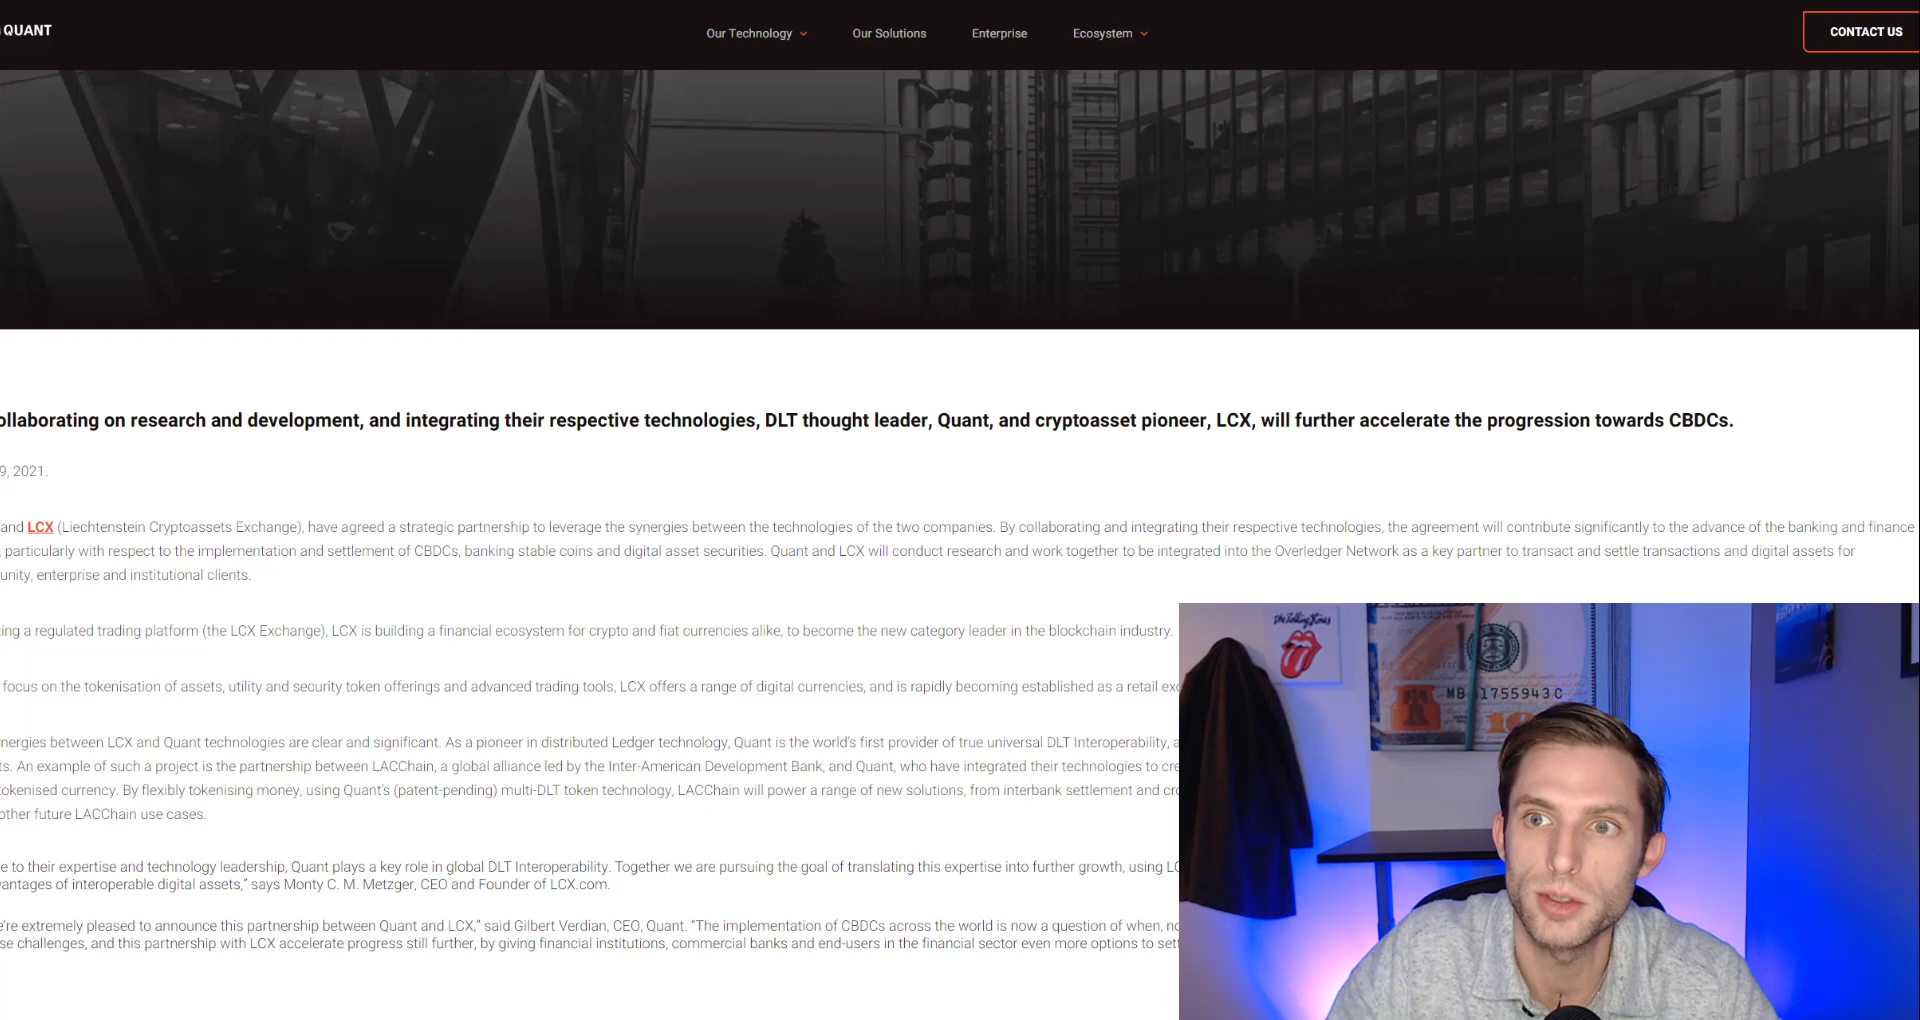 QUANT
Our Technology
Our Solutions
Enterprise
Ecosystem
CONTACT US
ollaborating on research and development, and integrating their respective technologies, DLT thought leader, Quant, and cryptoasset pioneer, LCX, will further accelerate the progression towards CBDCs.
9, 2021.
and LCX (Liechtenstein Cryptoassets Exchange), have agreed a strategic partnership to leverage the synergies between the technologies of the two companies. By collaborating and integrating their respective technologies, the agreement will contribute significantly to the advance of the banking and finance
, particularly with respect to the implementation and settlement of CBDCs, banking stable coins and digital asset securities. Quant and LCX will conduct research and work together to be integrated into the Overledger Network as a key partner to transact and settle transactions and digital assets for
unity, enterprise and institutional clients.
ting a regulated trading platform (the LCX Exchange), LCX is building a financial ecosystem for crypto and fiat currencies alike, to become the new category leader in the blockchain industry.
focus on the tokenisation of assets, utility and security token offerings and advanced trading tools, LCX offers a range of digital currencies, and is rapidly becoming established as a retail exc
nergies between LCX and Quant technologies are clear and significant. As a pioneer in distributed Ledger technology, Quant is the world's first provider of true universal DLT Interoperability, a
ts. An example of such a project is the partnership between LACChain, a global alliance led by the Inter-American Development Bank, and Quant, who have integrated their technologies to cre
tokenised currency. By flexibly tokenising money, using Quant's (patent-pending) multi-DLT token technology, LACChain will power a range of new solutions, from interbank settlement and cro
other future LACChain use cases.
e to their expertise and technology leadership, Quant plays a key role in global DLT Interoperability. Together we are pursuing the goal of translating this expertise into further growth, using LC
vantages of interoperable digital assets,” says Monty C. M. Metzger, CEO and Founder of LCX.com.
e're extremely pleased to announce this partnership between Quant and LCX,” said Gilbert Verdian, CEO, Quant. “The implementation of CBDCs across the world is now a question of when, no
se challenges, and this partnership with LCX accelerate progress still further, by giving financial institutions, commercial banks and end-users in the financial sector even more options to sett
The Rolling Stones
MB 1755943 C